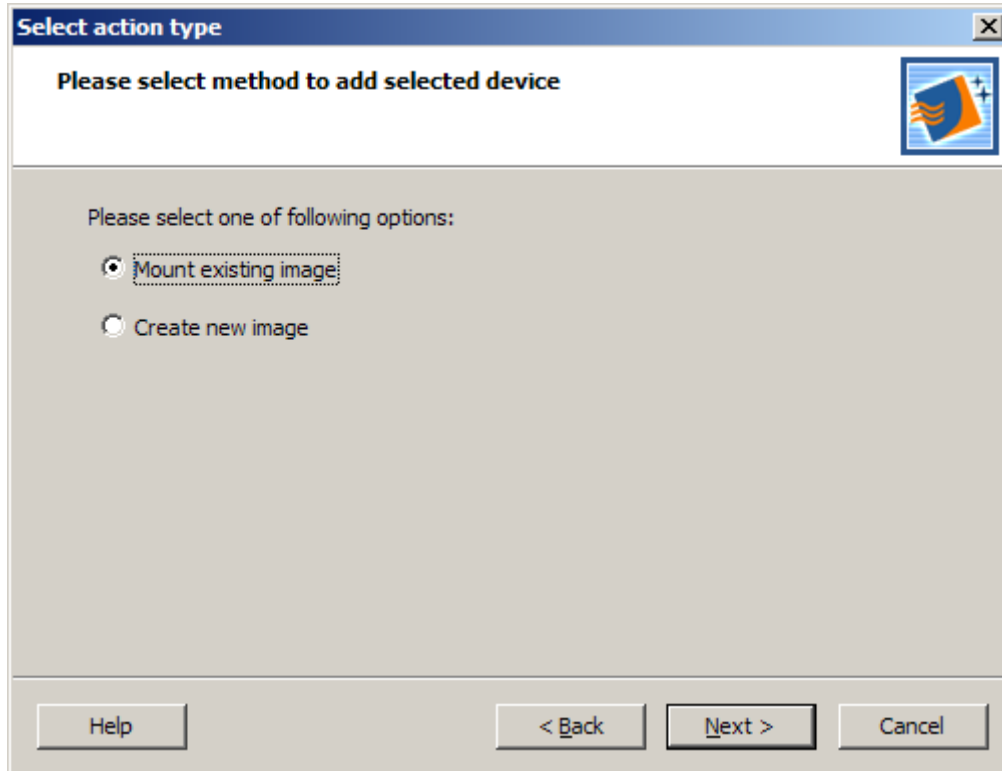 Select action type
Please select method to add selected device
Please select one of following options:
Mount existing image
Create new image
Help
< Back
Next >
Cancel